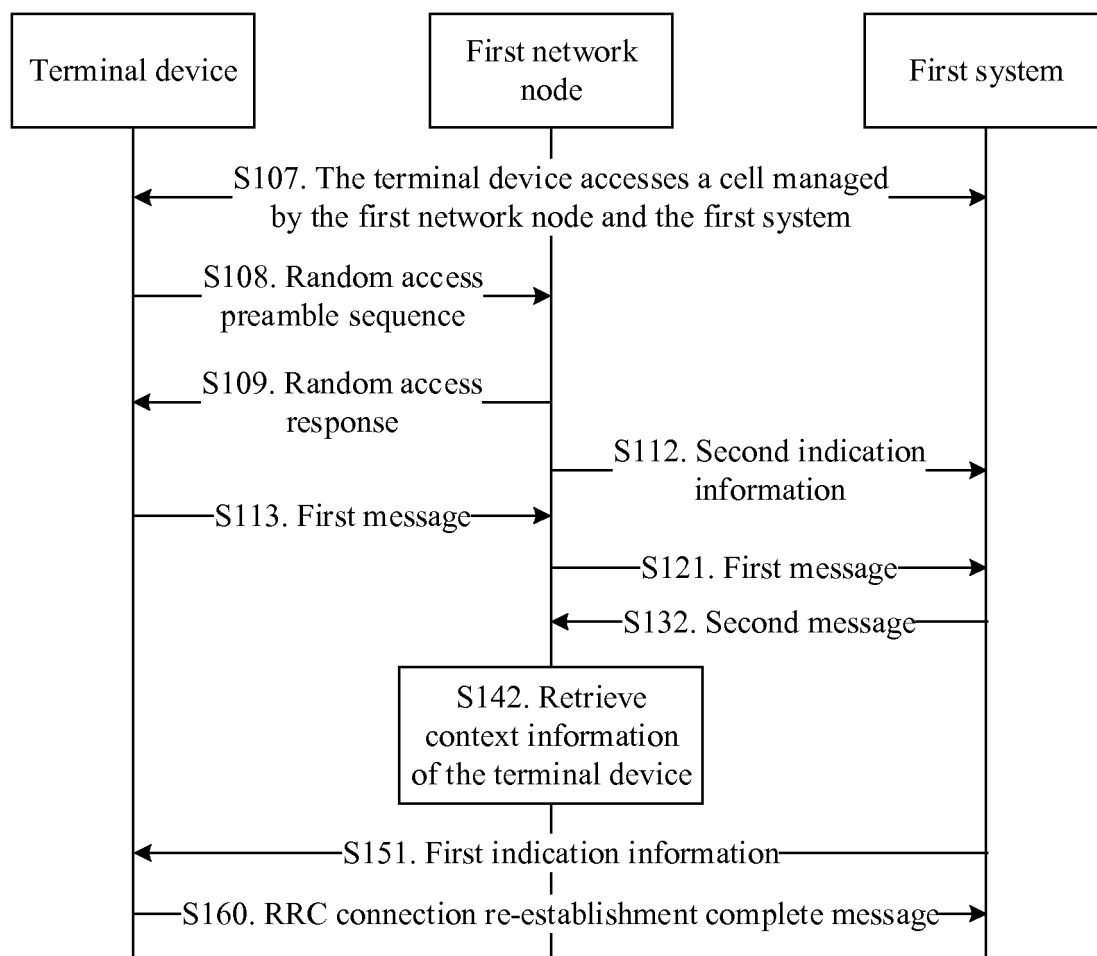 Terminal device
First network
node
First system
S107. The terminal device accesses a cell managed
by the first network node and the first system
S108. Random access
preamble sequence
S109. Random access
response
S112. Second indication
information
S113. First message
S121. First message
S132. Second message
S142. Retrieve
context information
of the terminal device
S151. First indication information
S160. RRC connection re-establishment complete message